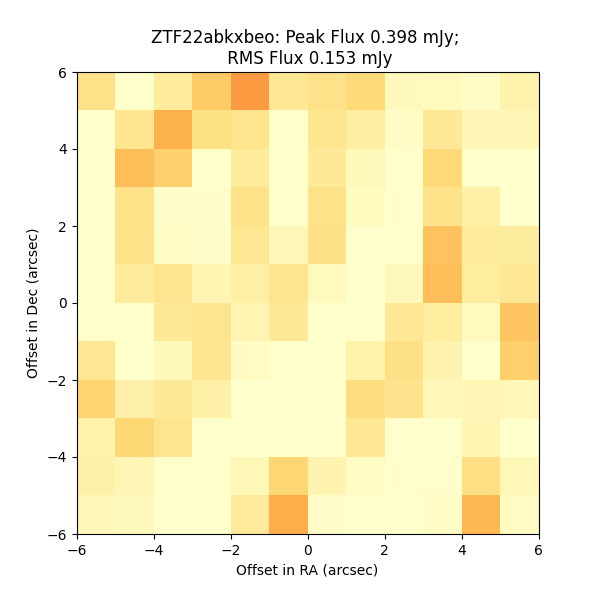 ZTF22abkxbeo: Peak Flux 0.398 mJy;
RMS Flux 0.153 mJy
6
4
2
0
−2
−4
−6
Offset in Dec (arcsec)
−6 −4 −2 0 2 4 6
Offset in RA (arcsec)